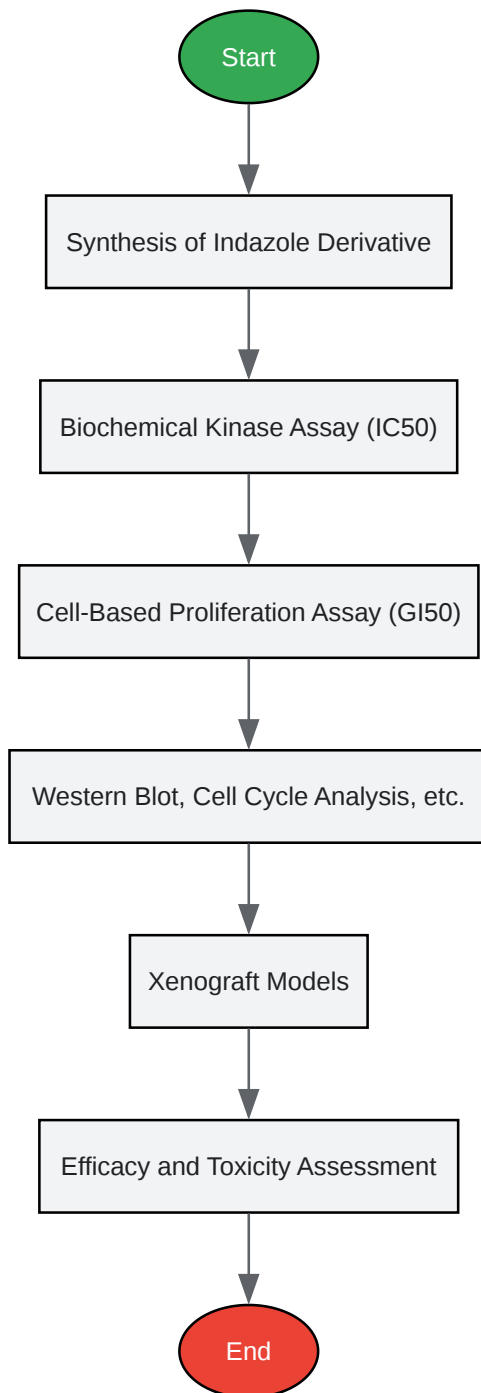 Start
Synthesis of Indazole Derivative
Biochemical Kinase Assay (IC50)
Cell-Based Proliferation Assay (GI50)
Western Blot, Cell Cycle Analysis, etc.
Xenograft Models
Efficacy and Toxicity Assessment
End